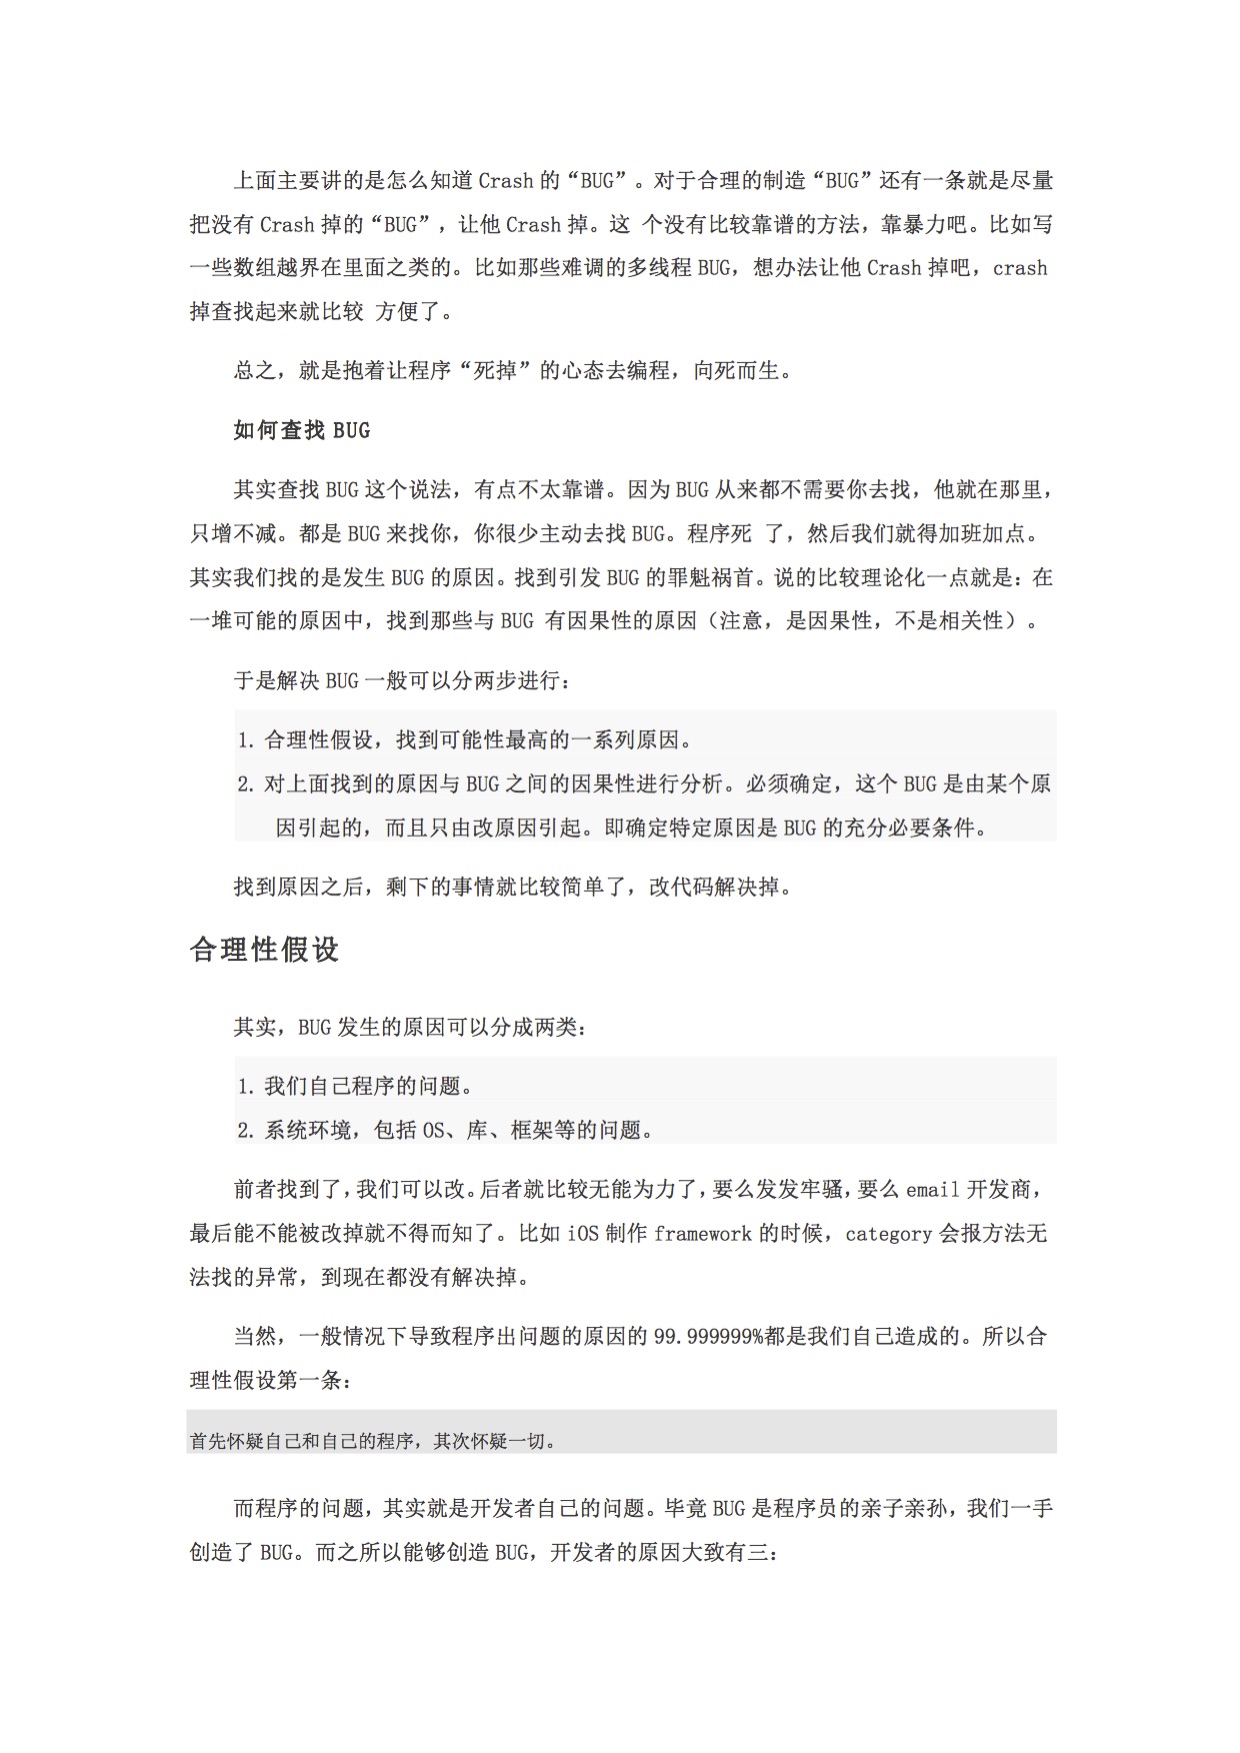 上面主要讲的是怎么知道 Crash 的“BUG”。对于合理的制造“BUG”还有一条就是尽量
把没有 Crash 掉的“BUG”，让他 Crash 掉。这 个没有比较靠谱的方法，靠暴力吧。比如写
一些数组越界在里面之类的。比如那些难调的多线程 BUG，想办法让他 Crash 掉吧，crash
掉查找起来就比较 方便了。
总之，就是抱着让程序“死掉”的心态去编程，向死而生。
如何查找 BUG
其实查找 BUG 这个说法，有点不太靠谱。因为 BUG 从来都不需要你去找，他就在那里，
只增不减。都是 BUG 来找你，你很少主动去找 BUG。程序死 了，然后我们就得加班加点。
其实我们找的是发生 BUG 的原因。找到引发 BUG 的罪魁祸首。说的比较理论化一点就是：在
一堆可能的原因中，找到那些与 BUG 有因果性的原因（注意，是因果性，不是相关性）。
于是解决 BUG 一般可以分两步进行：
1. 合理性假设，找到可能性最高的一系列原因。
2. 对上面找到的原因与 BUG 之间的因果性进行分析。必须确定，这个 BUG 是由某个原
因引起的，而且只由改原因引起。即确定特定原因是 BUG 的充分必要条件。
找到原因之后，剩下的事情就比较简单了，改代码解决掉。
合理性假设
其实，BUG 发生的原因可以分成两类：
1. 我们自己程序的问题。
2. 系统环境，包括 OS、库、框架等的问题。
前者找到了，我们可以改。后者就比较无能为力了，要么发发牢骚，要么 email 开发商，
最后能不能被改掉就不得而知了。比如 iOS 制作 framework 的时候，category 会报方法无
法找的异常，到现在都没有解决掉。
当然，一般情况下导致程序出问题的原因的 99.999999%都是我们自己造成的。所以合
理性假设第一条：
首先怀疑自己和自己的程序，其次怀疑一切。
而程序的问题，其实就是开发者自己的问题。毕竟 BUG 是程序员的亲子亲孙，我们一手
创造了 BUG。而之所以能够创造 BUG，开发者的原因大致有三：